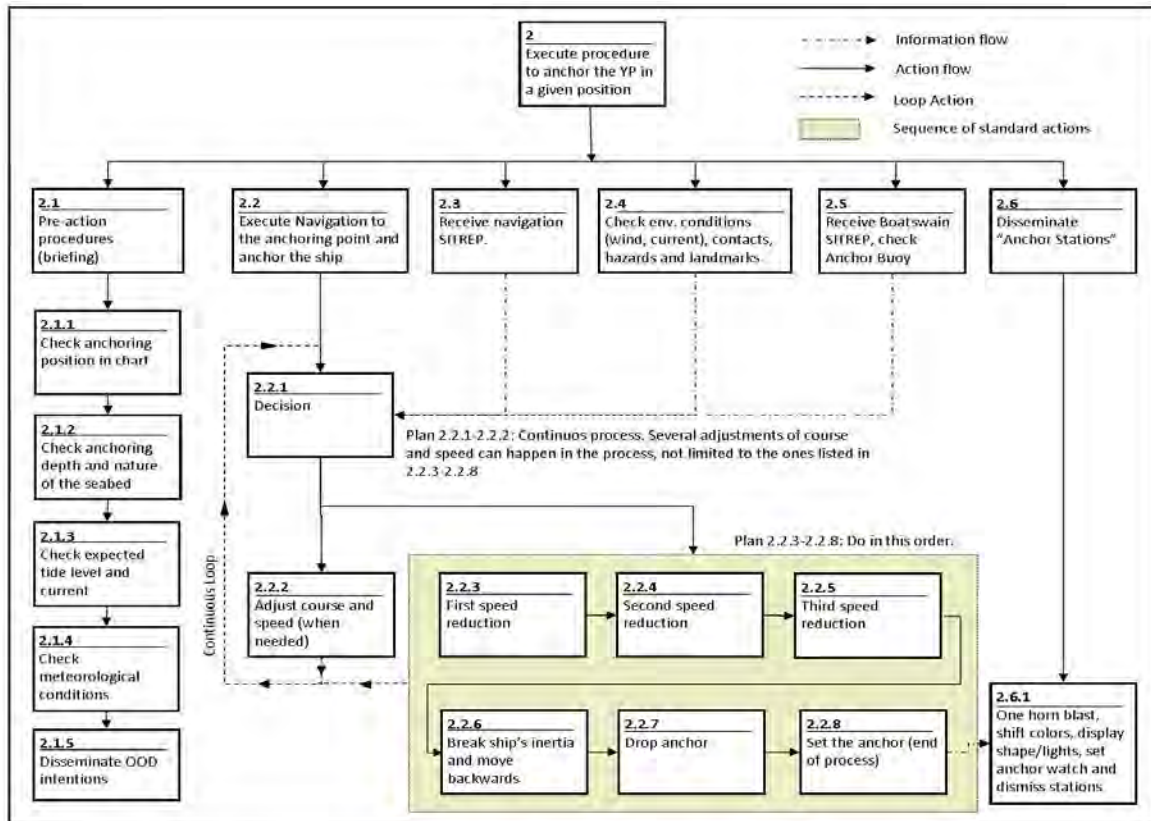 2
Execute procedure
to anchor the YP in
a given position
Information flow
Action flow
Loop Action
Sequence of standard actions
2.1
Pre-action
procedures
(briefing)
2.2
Execute Navigation to
the anchoring point and
anchor the ship
2.3
Receive navigation
SITREP.
2.4
Check env. conditions
(wind, current), contacts,
hazards and landmarks
2.5
Receive Boatswain
SITREP, check
Anchor Buoy
2.6
Disseminate
"Anchor Stations"
2.1.1
Check anchoring
position in chart
2.1.2
Check anchoring
depth and nature
of the seabed
2.1.3
Check expected
tide level and
current
2.1.4
Check
meteorological
conditions
2.1.5
Disseminate OOD
intentions
2.2.1
Decision
Plan 2.2.1-2.2.2: Continuos process. Several adjustments of course
and speed can happen in the process, not limited to the ones listed in
2.2.3-2.2.8
Continuous Loop
2.2.2
Adjust course and
speed (when
needed)
Plan 2.2.3-2.2.8: Do in this order.
2.2.3
First speed
reduction
2.2.4
Second speed
reduction
2.2.5
Third speed
reduction
2.2.6
Break ship's inertia
and move
backwards
2.2.7
Drop anchor
2.2.8
Set the anchor (end
of process)
2.6.1
One horn blast,
shift colors, display
shape/lights, set
anchor watch and
dismiss stations